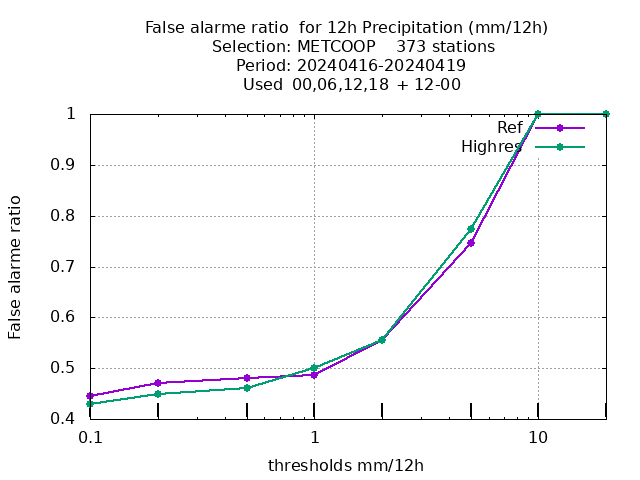 False alarme ratio  for 12h Precipitation (mm/12h)
Selection: METCOOP    373 stations
Period: 20240416-20240419
Used  00,06,12,18  + 12-00
1
0.9
0.8
0.7
0.6
0.5
0.4
False alarme ratio
Ref
Highres
0.1
1
10
thresholds mm/12h